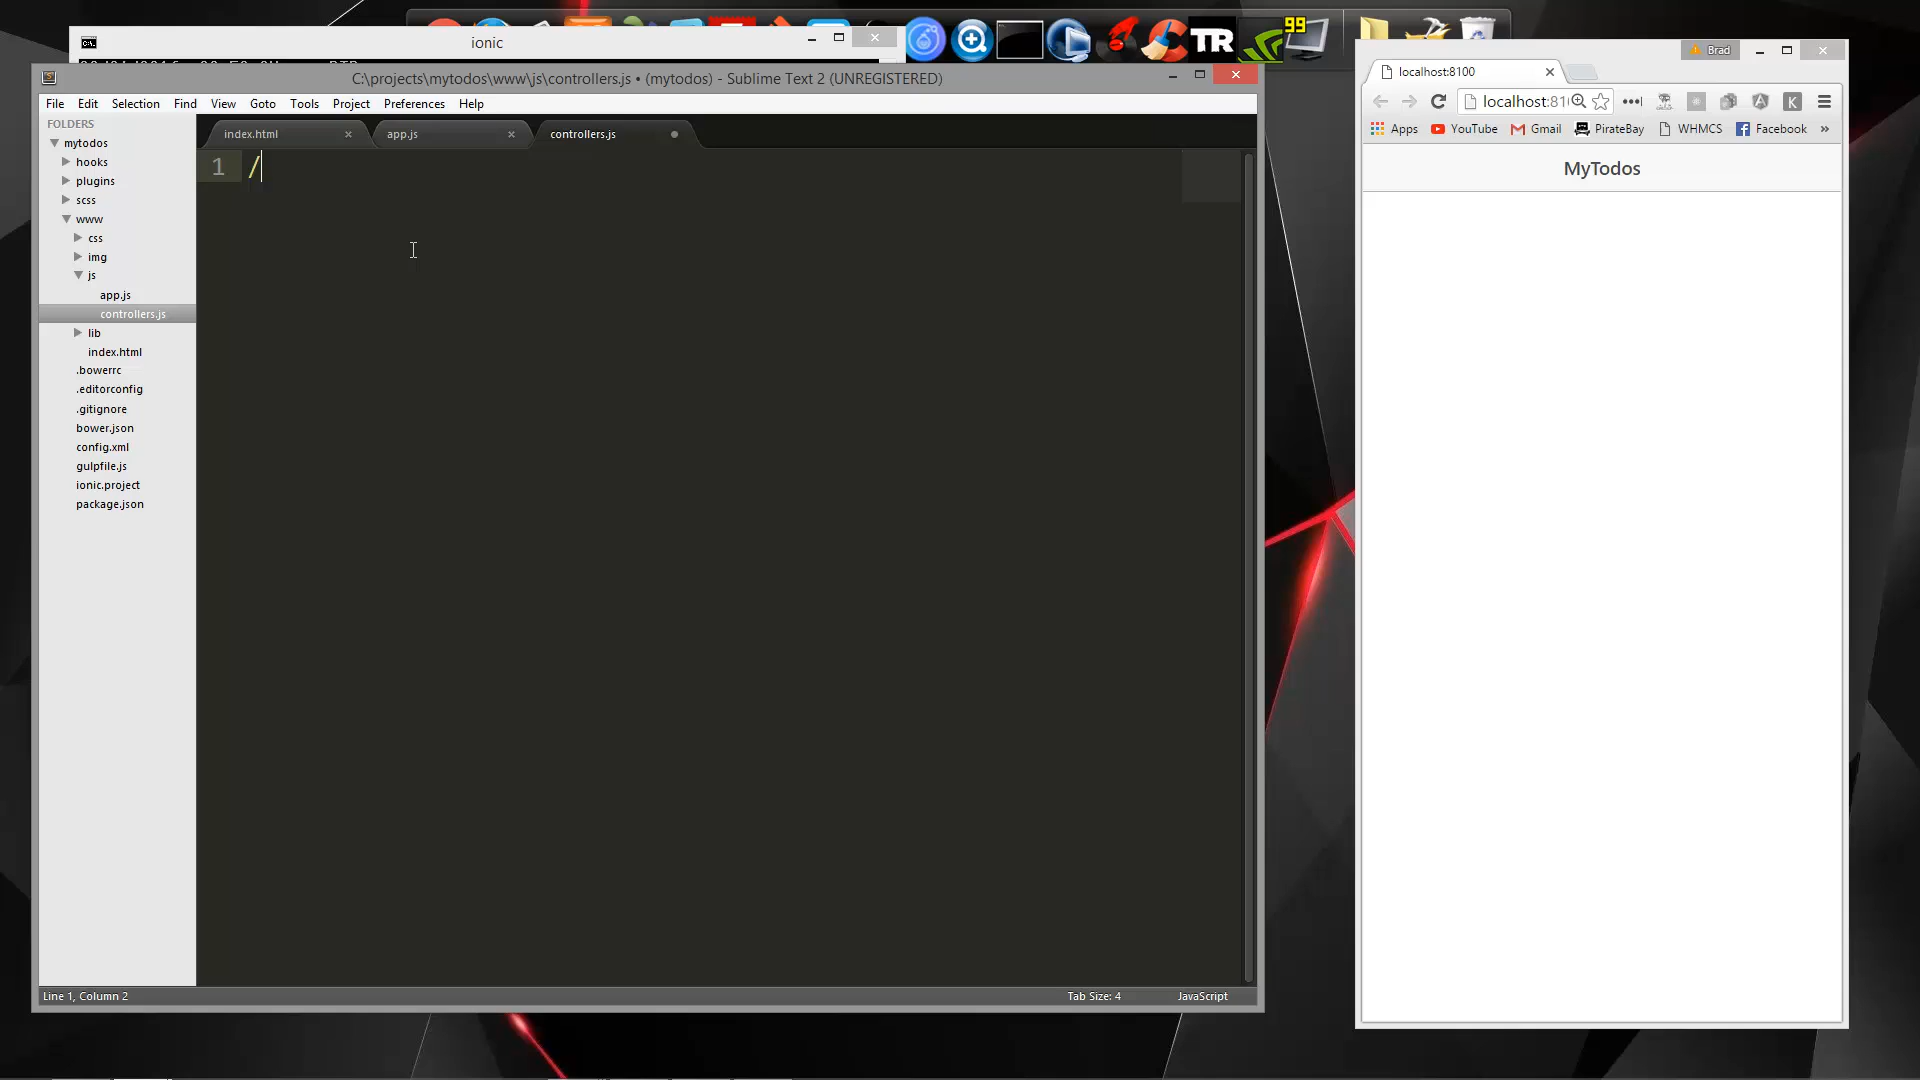 ionic
C:\projects\mytodos\www\js\controllers.js • (mytodos) - Sublime Text 2 (UNREGISTERED)
File Edit Selection Find View Goto Tools Project Preferences Help
FOLDERS
mytodos
hooks
plugins
scss
www
css
img
js
app.js
controllers.js
lib
index.html
.bowerrc
.editorconfig
.gitignore
bower.json
config.xml
gulpfile.js
ionic.project
package.json
index.html app.js controllers.js
1 /
Line 1, Column 2 Tab Size: 4 JavaScript
TR 99
Brad
localhost:8100
localhost:81
Apps YouTube Gmail PirateBay WHMCS Facebook »
MyTodos